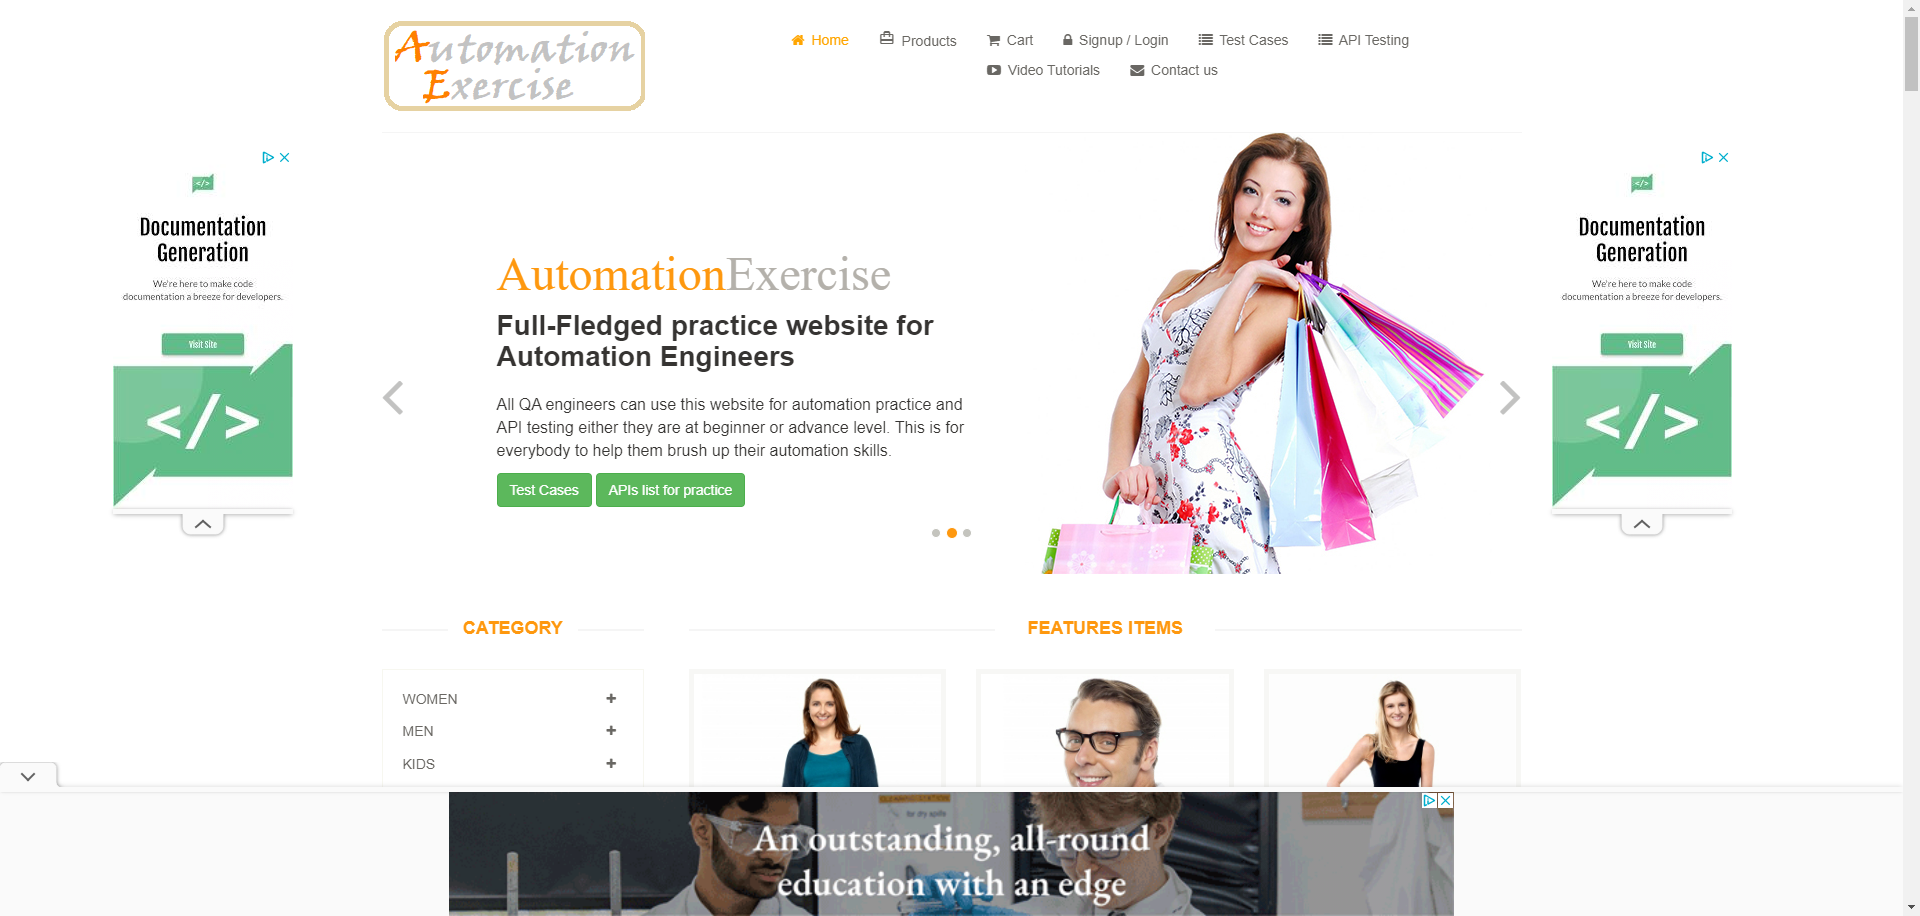 Automation
Exercise
Home
Products
Cart
Signup / Login
Test Cases
API Testing
Video Tutorials
Contact us
</>
Documentation
Generation
We're here to make code
documentation a breeze for developers.
Visit Site
</>
AutomationExercise
Full-Fledged practice website for
Automation Engineers
All QA engineers can use this website for automation practice and
API testing either they are at beginner or advance level. This is for
everybody to help them brush up their automation skills.
Test Cases
APIs list for practice
</>
Documentation
Generation
We're here to make code
documentation a breeze for developers.
Visit Site
</>
CATEGORY
WOMEN
MEN
KIDS
FEATURES ITEMS
An outstanding, all-round
education with an edge